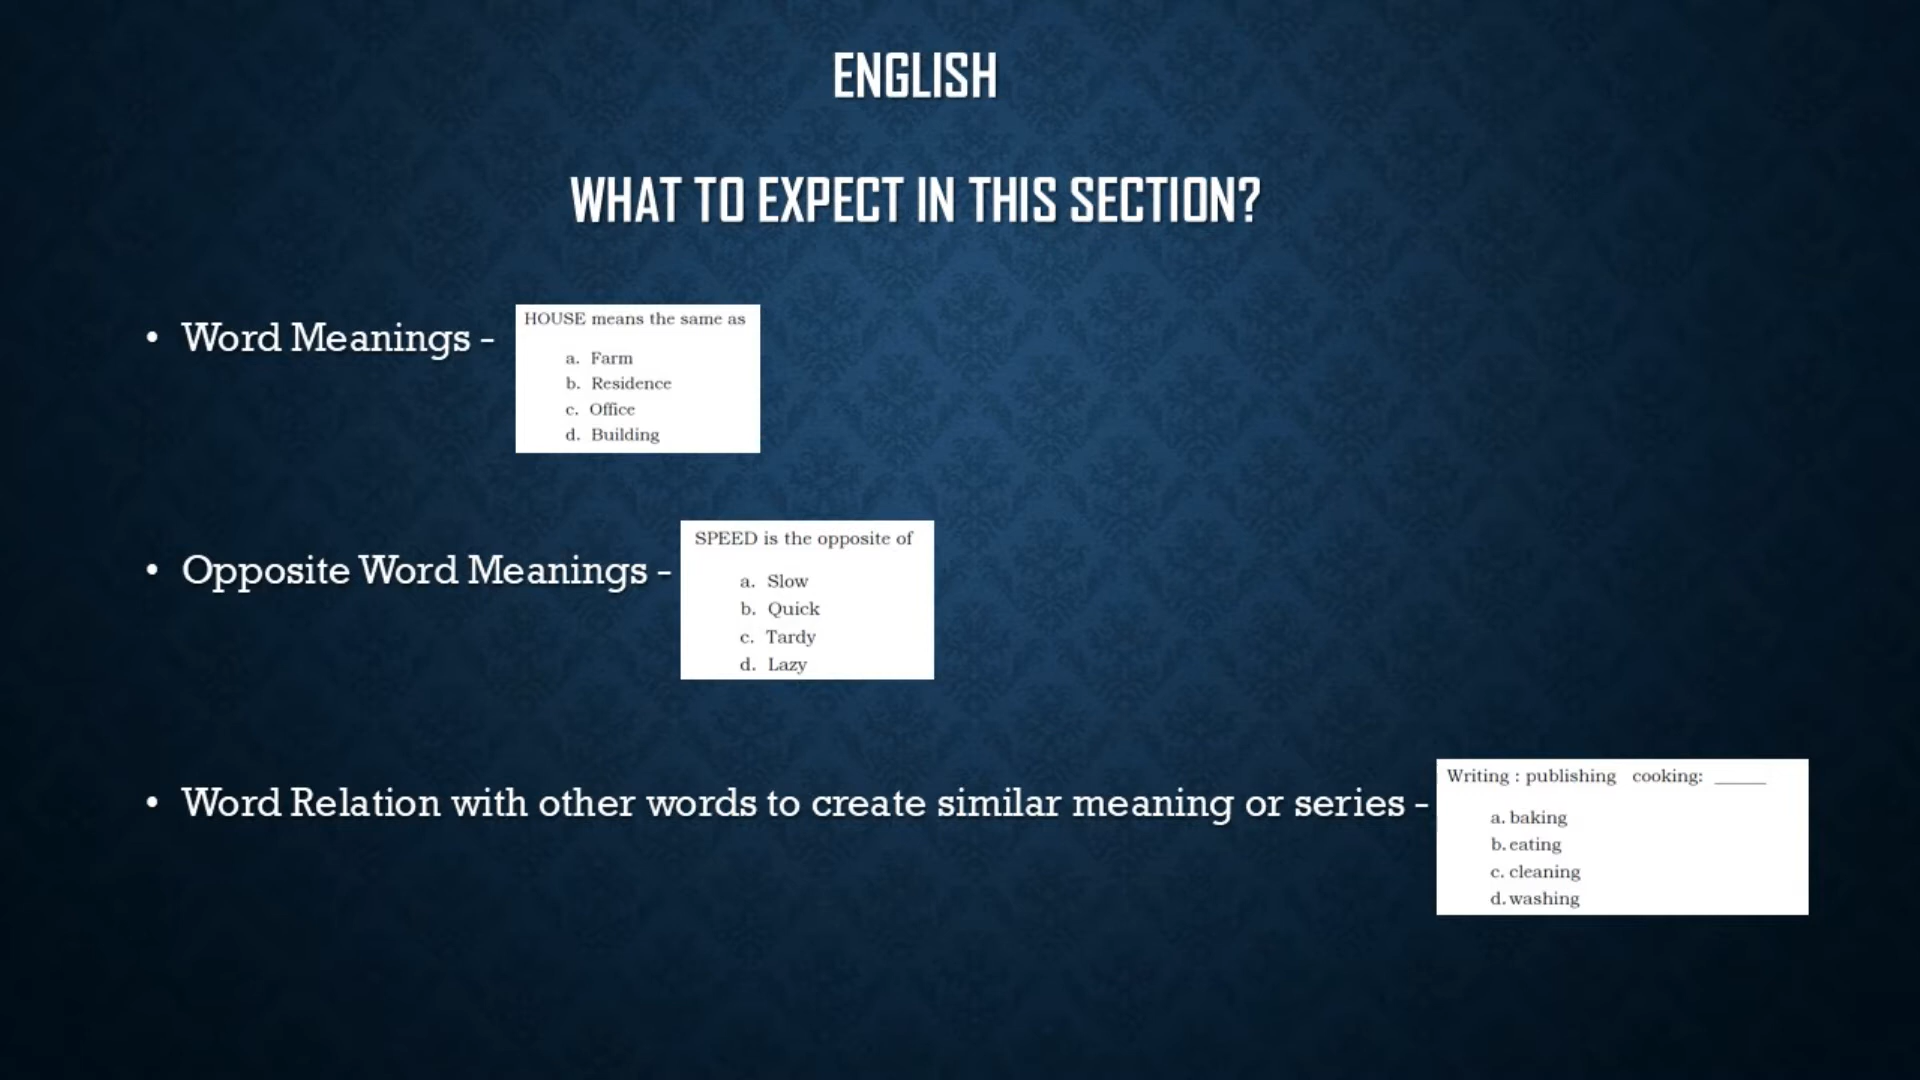 ENGLISH
WHAT TO EXPECT IN THIS SECTION?
• Word Meanings -
HOUSE means the same as
a. Farm
b. Residence
c. Office
d. Building
• Opposite Word Meanings -
SPEED is the opposite of
a. Slow
b. Quick
c. Tardy
d. Lazy
• Word Relation with other words to create similar meaning or series -
Writing : publishing cooking: _____
a. baking
b. eating
c. cleaning
d. washing